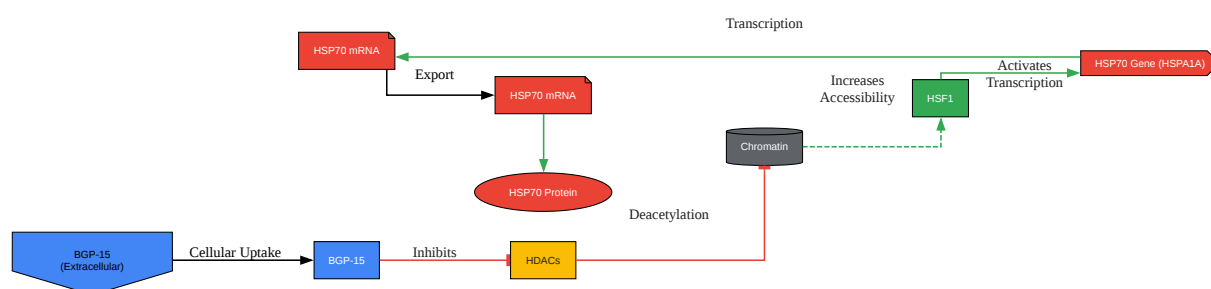 Transcription
HSP70 mRNA
HSP70 Gene (HSPA1A)
Activates
Transcription
Export
Increases
Accessibility
HSP70 mRNA
HSF1
Chromatin
HSP70 Protein
Deacetylation
BGP-15
(Extracellular)
Cellular Uptake
BGP-15
Inhibits
HDACs